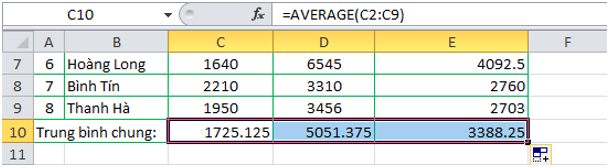 C10 fx =AVERAGE(C2:C9)
A B C D E F
7 6 Hoàng Long 1640 6545 4092.5
8 7 Bình Tín 2210 3310 2760
9 8 Thanh Hà 1950 3456 2703
10 Trung bình chung: 1725.125 5051.375 3388.25
11